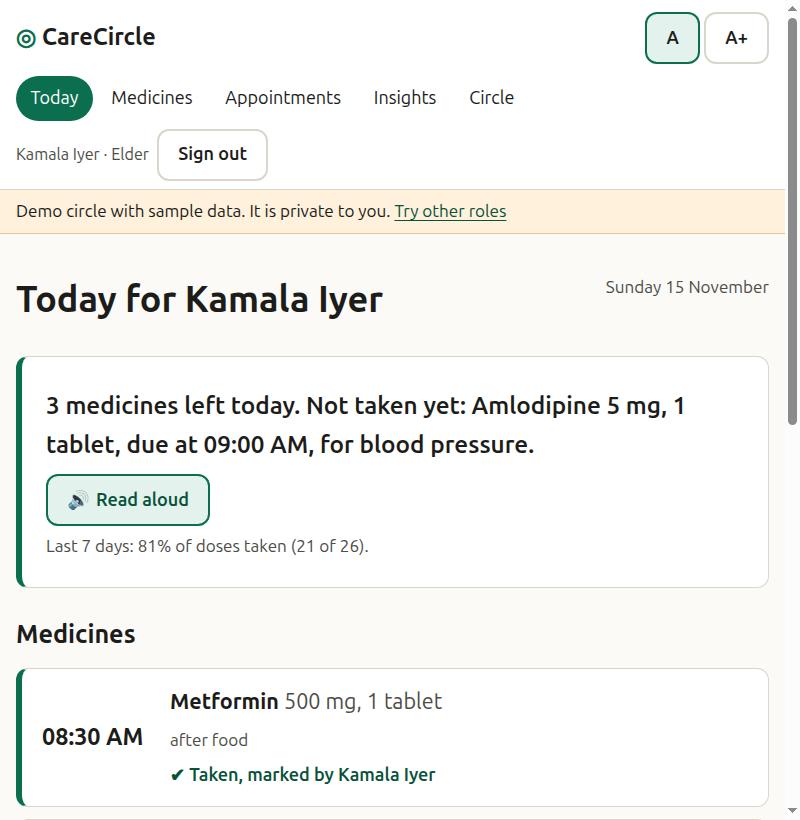 CareCircle
A
A+
Today
Medicines
Appointments
Insights
Circle
Kamala Iyer · Elder
Sign out
Demo circle with sample data. It is private to you. Try other roles
Today for Kamala Iyer
Sunday 15 November
3 medicines left today. Not taken yet: Amlodipine 5 mg, 1
tablet, due at 09:00 AM, for blood pressure.
🔊 Read aloud
Last 7 days: 81% of doses taken (21 of 26).
Medicines
08:30 AM
Metformin 500 mg, 1 tablet
after food
✔ Taken, marked by Kamala Iyer